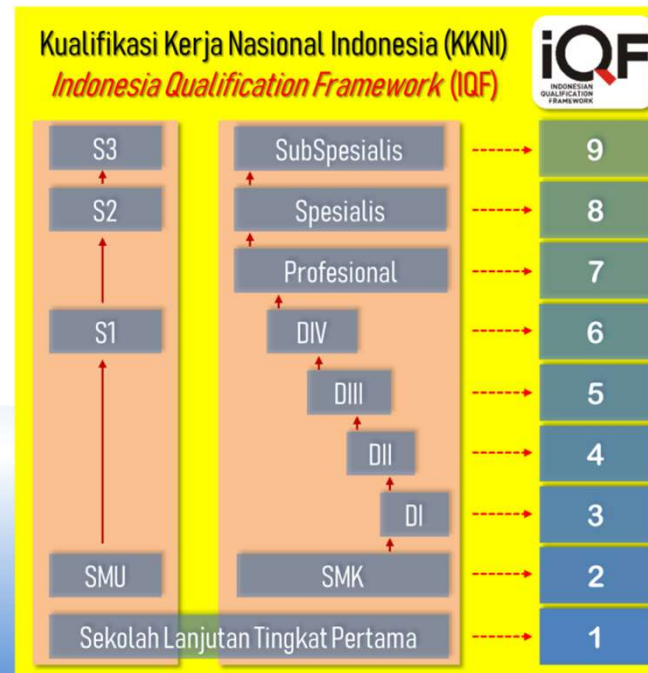 Kualifikasi Kerja Nasional Indonesia (KKNI)
Indonesia Qualification Framework (IQF)
iQF
INDONESIAN
QUALIFICATION
FRAMEWORK
S3 SubSpesialis 9
S2 Spesialis 8
Profesional 7
S1 DIV 6
DIII 5
DII 4
DI 3
SMU SMK 2
Sekolah Lanjutan Tingkat Pertama 1